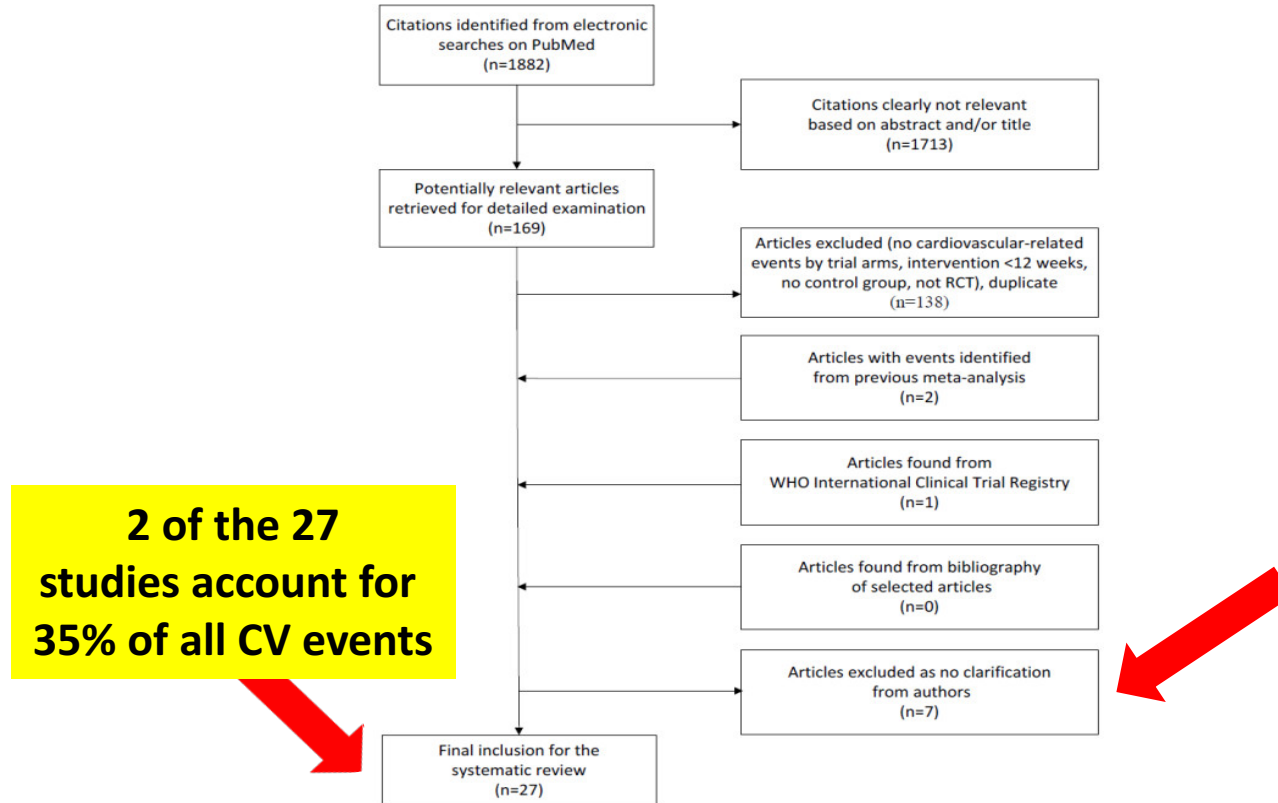 Citations identified from electronic
searches on PubMed
(n=1882)
Citations clearly not relevant
based on abstract and/or title
(n=1713)
Potentially relevant articles
retrieved for detailed examination
(n=169)
Articles excluded (no cardiovascular-related
events by trial arms, intervention <12 weeks,
no control group, not RCT), duplicate
(n=138)
Articles with events identified
from previous meta-analysis
(n=2)
Articles found from
WHO International Clinical Trial Registry
(n=1)
2 of the 27
studies account for
35% of all CV events
Articles found from bibliography
of selected articles
(n=0)
Articles excluded as no clarification
from authors
(n=7)
Final inclusion for the
systematic review
(n=27)